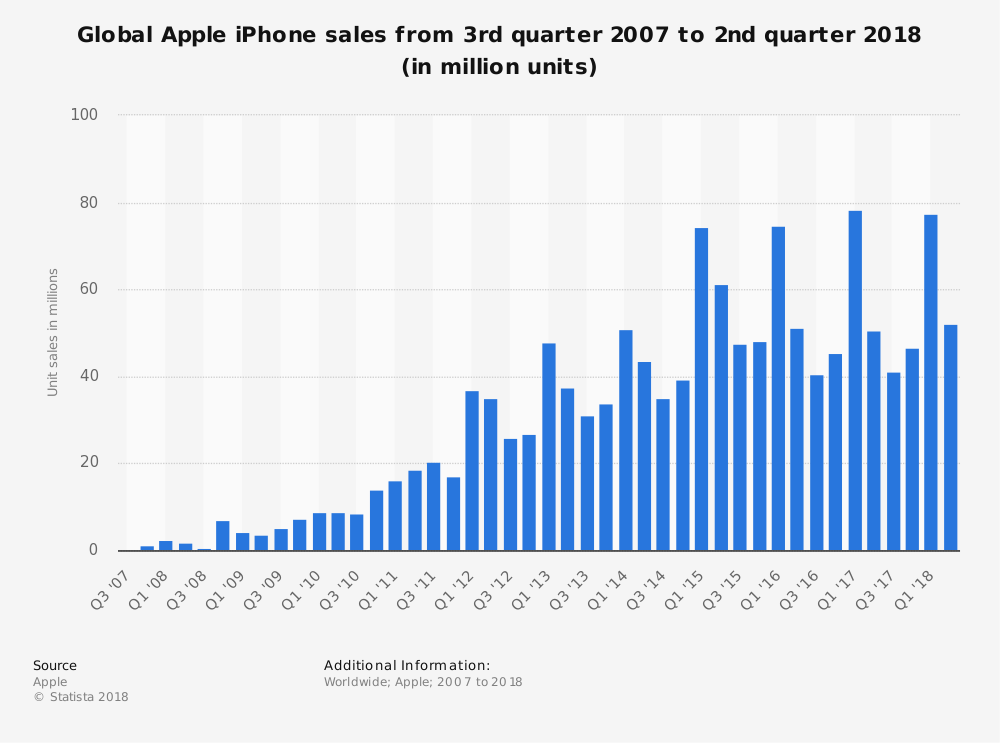 Global Apple iPhone sales from 3rd quarter 2007 to 2nd quarter 2018
(in million units)
100
80
60
40
20
0
Unit sales in millions
Q3 '07
Q1 '08
Q3 '08
Q1 '09
Q3 '09
Q1 '10
Q3 '10
Q1 '11
Q3 '11
Q1 '12
Q3 '12
Q1 '13
Q3 '13
Q1 '14
Q3 '14
Q1 '15
Q3 '15
Q1 '16
Q3 '16
Q1 '17
Q3 '17
Q1 '18
Source
Apple
© Statista 2018
Additional Information:
Worldwide; Apple; 2007 to 2018